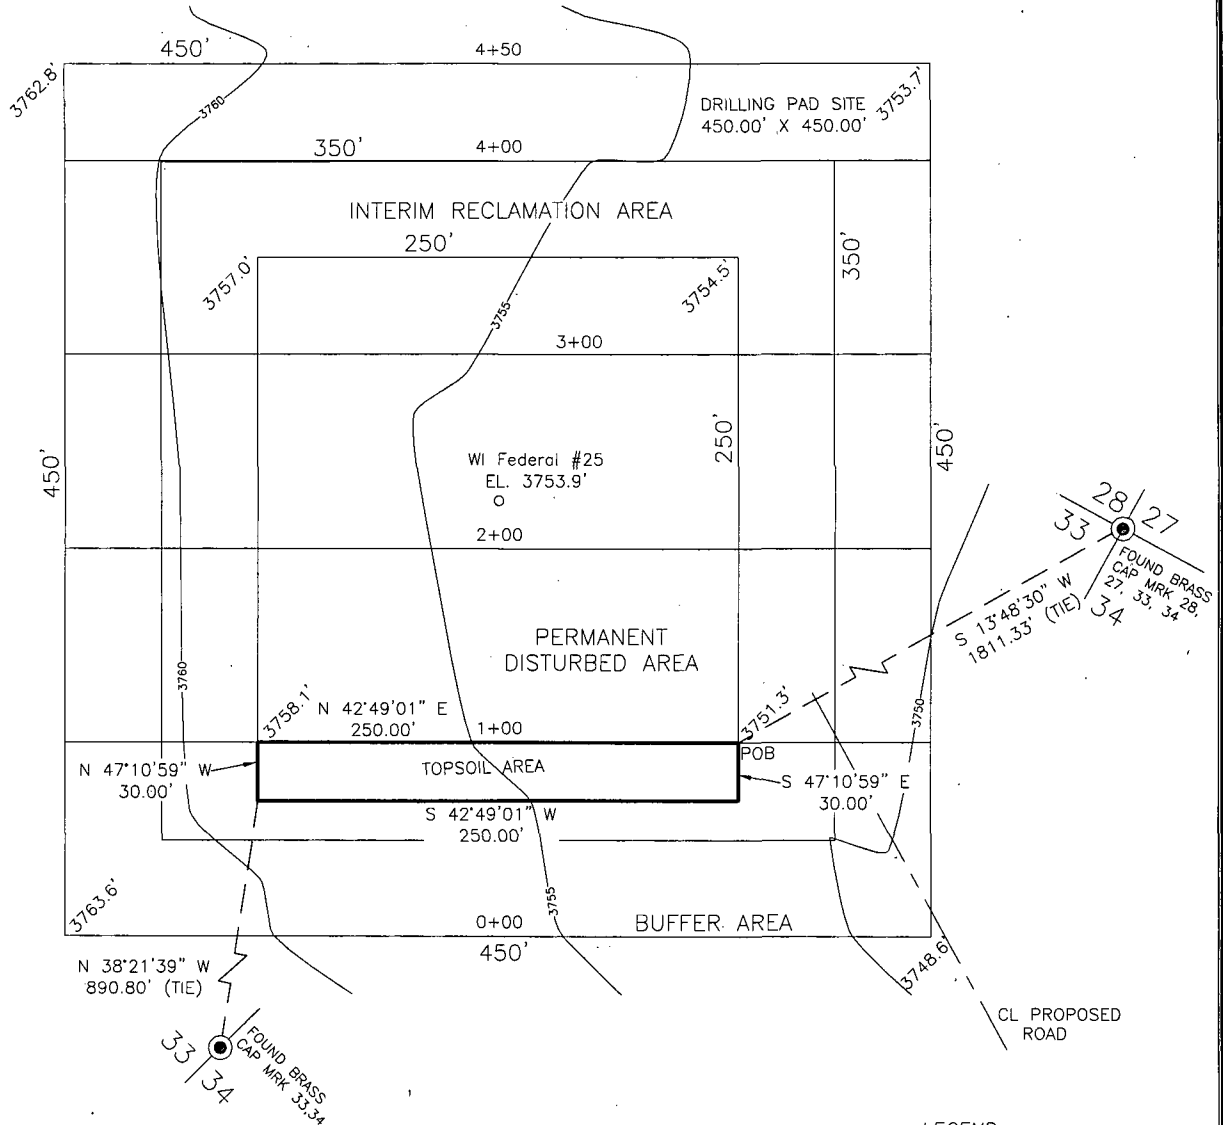 450'
4+50
3762.8'
3760
DRILLING PAD SITE
450.00' X 450.00'
3753.7'
350'
4+00
INTERIM RECLAMATION AREA
250'
350'
3757.0'
3754.5'
3755
3+00
250'
450'
450'
WI Federal #25
EL. 3753.9'
2+00
28
27
33
34
FOUND BRASS
CAP MRK 28,
27, 33, 34
S 13°48'30" W
1811.33' (TIE)
PERMANENT
DISTURBED AREA
3760
3758.1'
N 42°49'01" E
250.00'
1+00
3751.3'
POB
3750
N 47°10'59" W
30.00'
TOPSOIL AREA
S 47°10'59" E
30.00'
S 42°49'01" W
250.00'
3763.6'
3755
0+00
450'
BUFFER AREA
3748.6'
N 38°21'39" W
890.80' (TIE)
CL PROPOSED
ROAD
33
34
FOUND BRASS
CAP MRK 33,34
LEGEND